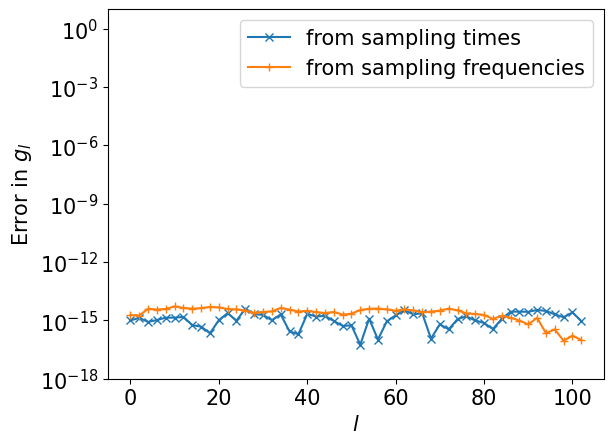 from sampling times
from sampling frequencies
Error in g_l
10^0
10^-3
10^-6
10^-9
10^-12
10^-15
10^-18
0 20 40 60 80 100
l